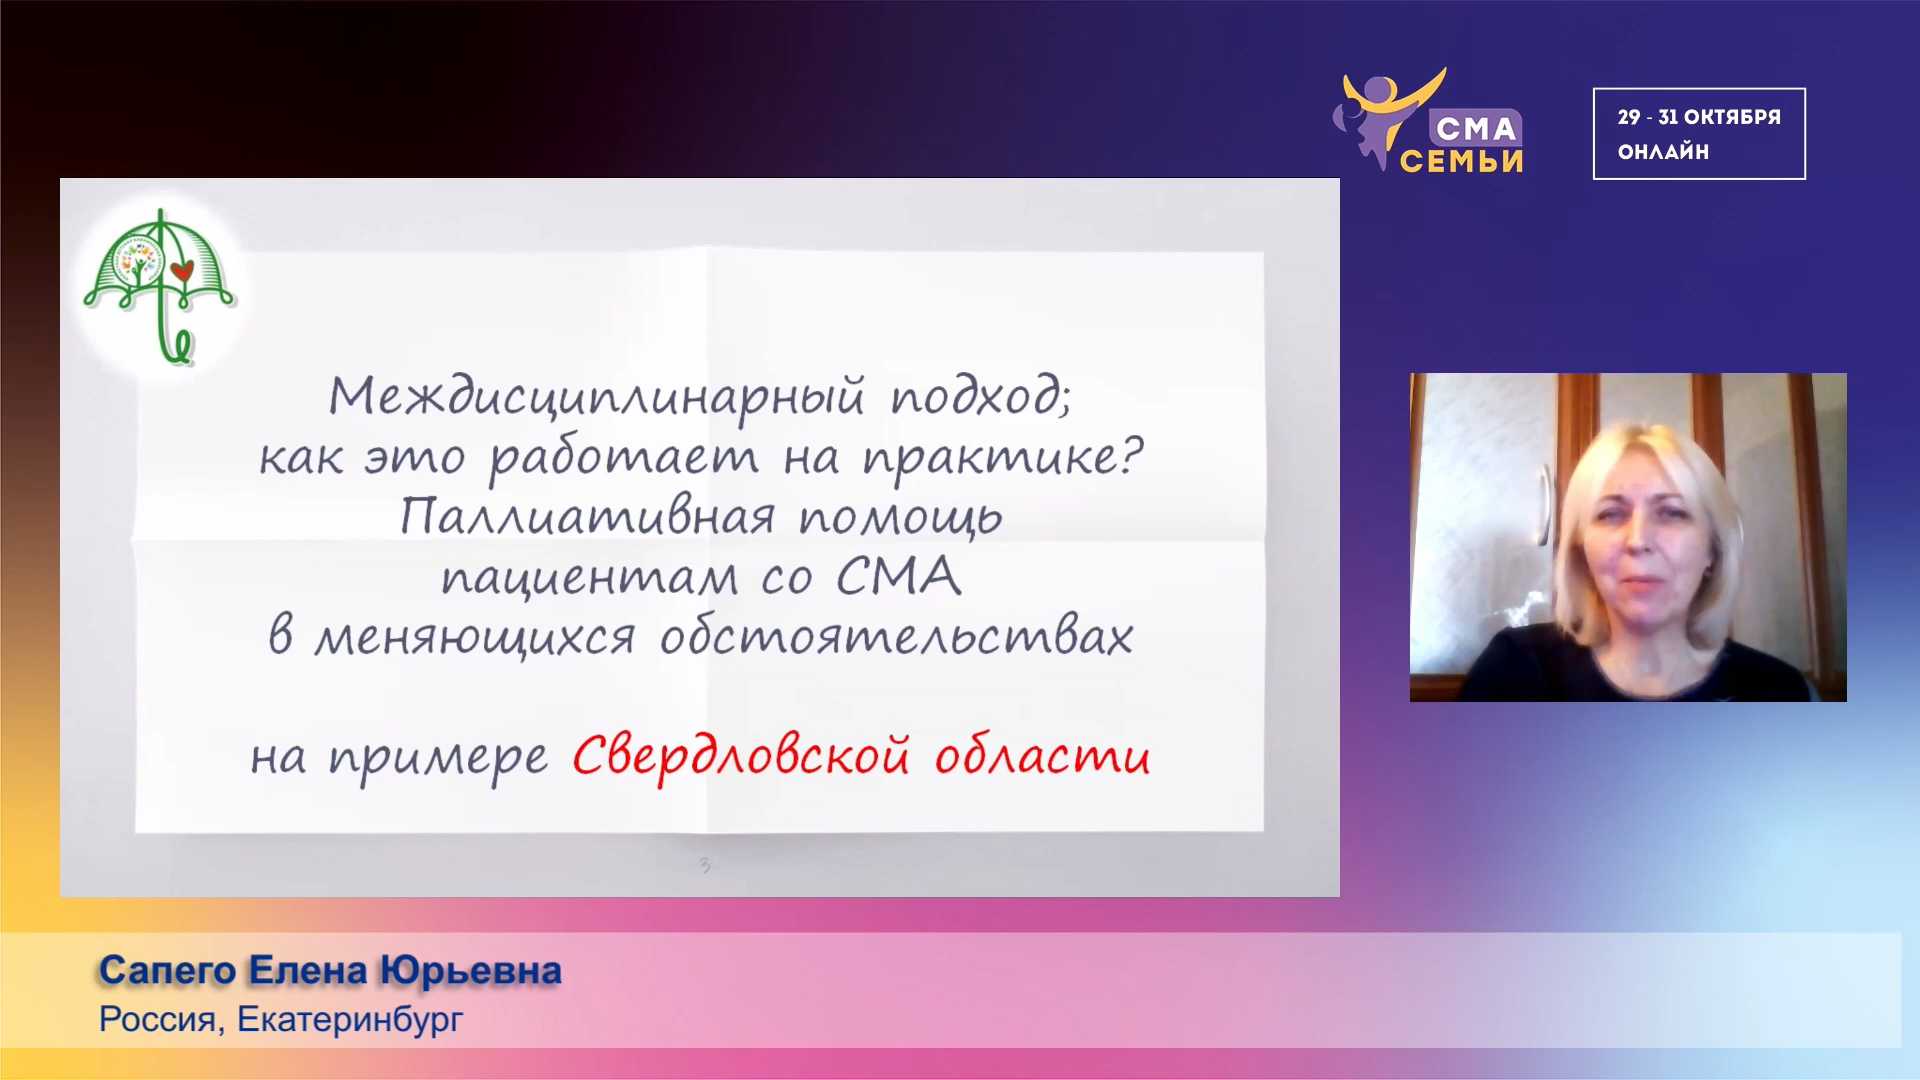 СМА
СЕМЬИ
29 - 31 ОКТЯБРЯ
ОНЛАЙН
Междисциплинарный подход;
как это работает на практике?
Паллиативная помощь
пациентам со СМА
в меняющихся обстоятельствах
на примере Свердловской области
3
Сапего Елена Юрьевна
Россия, Екатеринбург